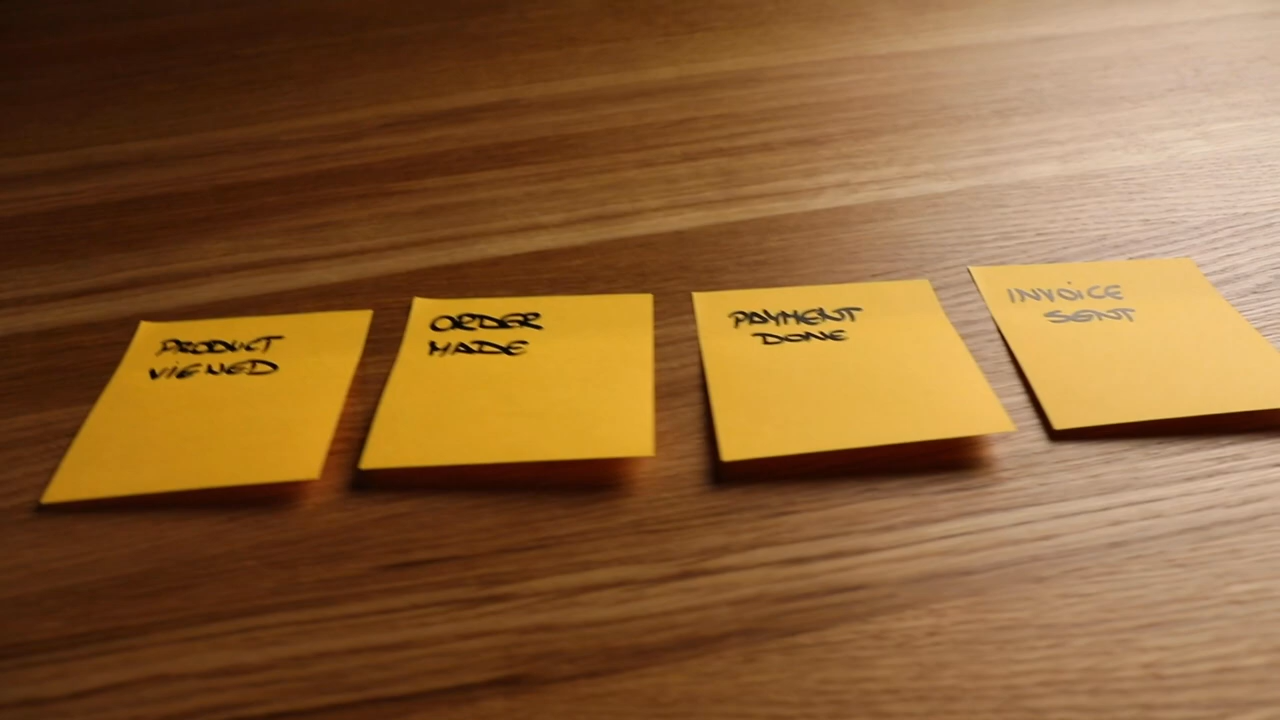 PRODUCT
VIEWED
ORDER
MADE
PAYMENT
DONE
INVOICE
SENT